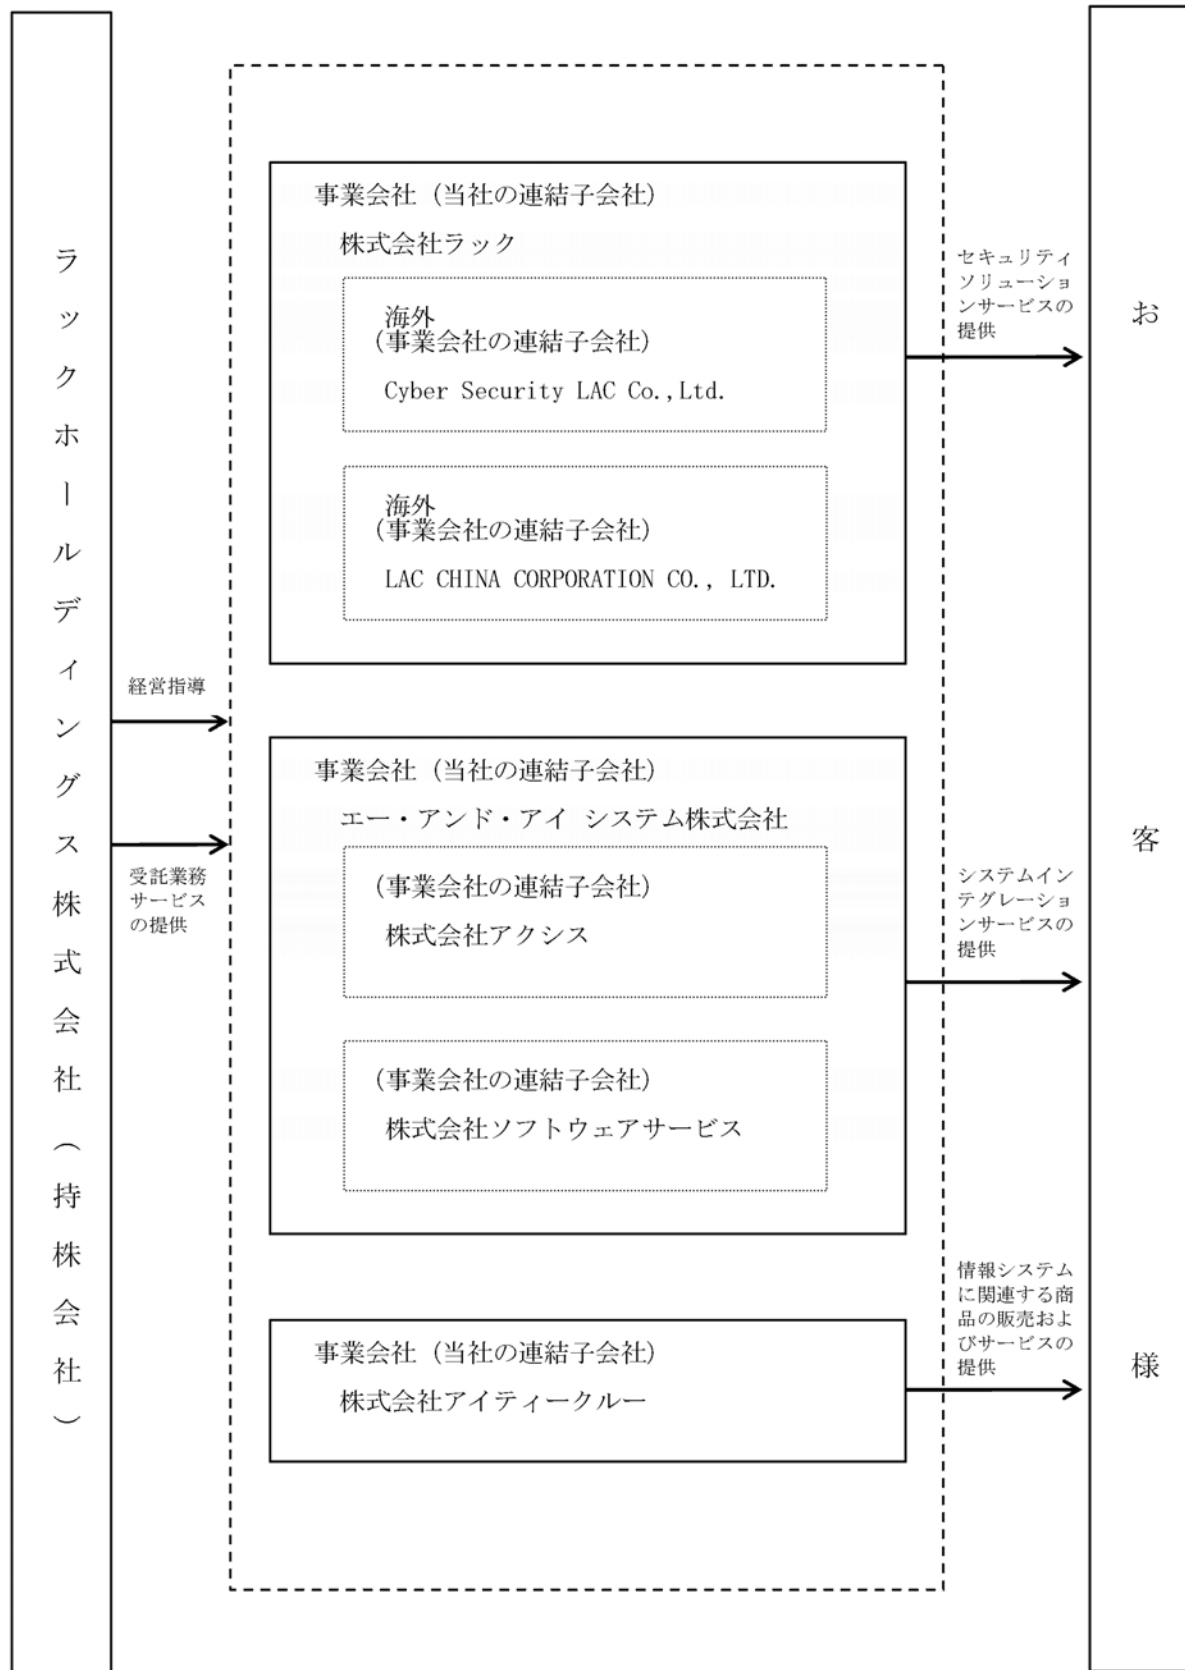 ラックホールディングス株式会社（持株会社）
経営指導
受託業務
サービス
の提供
事業会社（当社の連結子会社）
株式会社ラック
海外
（事業会社の連結子会社）
Cyber Security LAC Co.,Ltd.
海外
（事業会社の連結子会社）
LAC CHINA CORPORATION CO., LTD.
事業会社（当社の連結子会社）
エー・アンド・アイ システム株式会社
（事業会社の連結子会社）
株式会社アクシス
（事業会社の連結子会社）
株式会社ソフトウェアサービス
事業会社（当社の連結子会社）
株式会社アイティークルー
セキュリティ
ソリューショ
ンサービスの
提供
システムイン
テグレーショ
ンサービスの
提供
情報システム
に関連する商
品の販売およ
びサービスの
提供
お客様